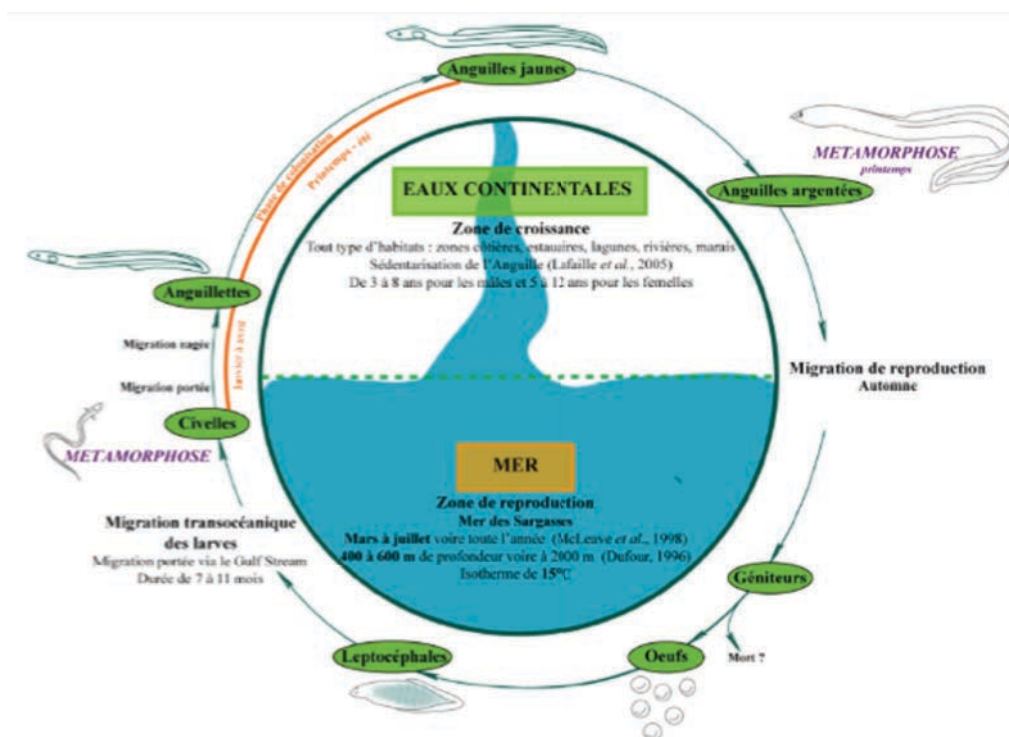 Anguilles jaunes
METAMORPHOSE
printemps
Anguilles argentées
Phase de colonisation
Printemps - été
EAUX CONTINENTALES
Zone de croissance
Tout type d'habitats : zones côtières, estuaires, lagunes, rivières, marais
Sédentarisation de l'Anguille (Lafaille et al., 2005)
De 3 à 8 ans pour les mâles et 5 à 12 ans pour les femelles
Anguillettes
Migration nagée
Janvier à avril
Migration portée
Civelles
METAMORPHOSE
Migration de reproduction
Automne
MER
Zone de reproduction
Mer des Sargasses
Mars à juillet voire toute l'année (McLeave et al., 1998)
400 à 600 m de profondeur voire à 2000 m (Dufour, 1996)
Isotherme de 15°C
Migration transocéanique
des larves
Migration portée via le Gulf Stream
Durée de 7 à 11 mois
Géniteurs
Leptocéphales
Oeufs
Mort ?